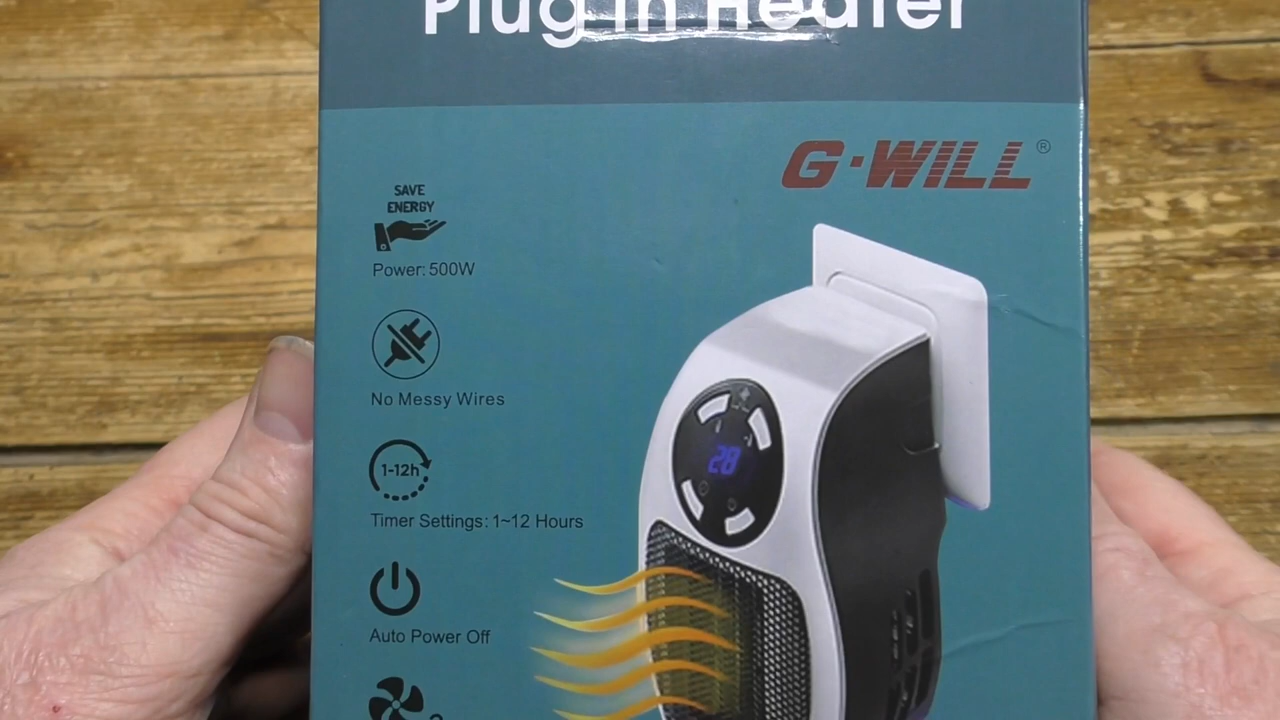 Plug in Heater
G·WILL®
SAVE
ENERGY
Power: 500W
No Messy Wires
1-12h
Timer Settings: 1~12 Hours
Auto Power Off
28